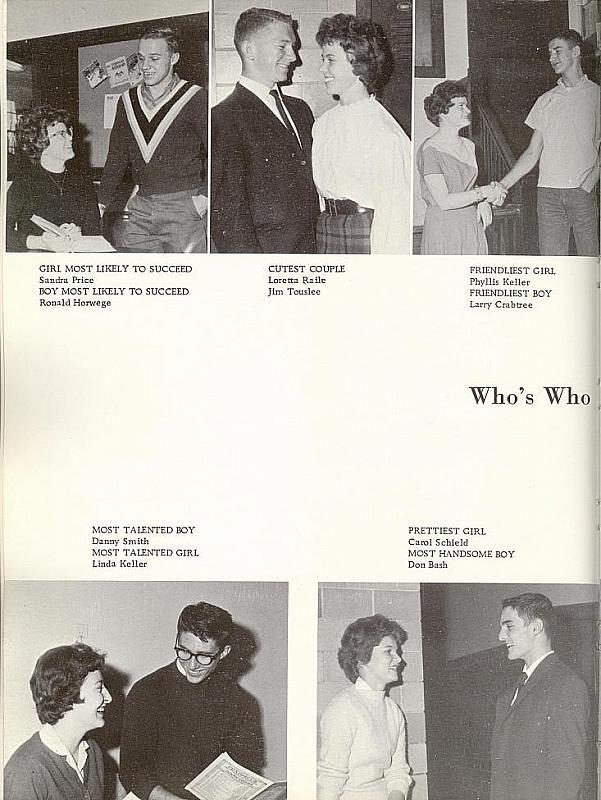 GIRL MOST LIKELY TO SUCCEED
Sandra Price
BOY MOST LIKELY TO SUCCEED
Ronald Horwege
CUTEST COUPLE
Loretta Raile
Jim Touslee
FRIENDLIEST GIRL
Phyllis Keller
FRIENDLIEST BOY
Larry Crabtree
Who's Who
MOST TALENTED BOY
Danny Smith
MOST TALENTED GIRL
Linda Keller
PRETTIEST GIRL
Carol Schield
MOST HANDSOME BOY
Don Bash